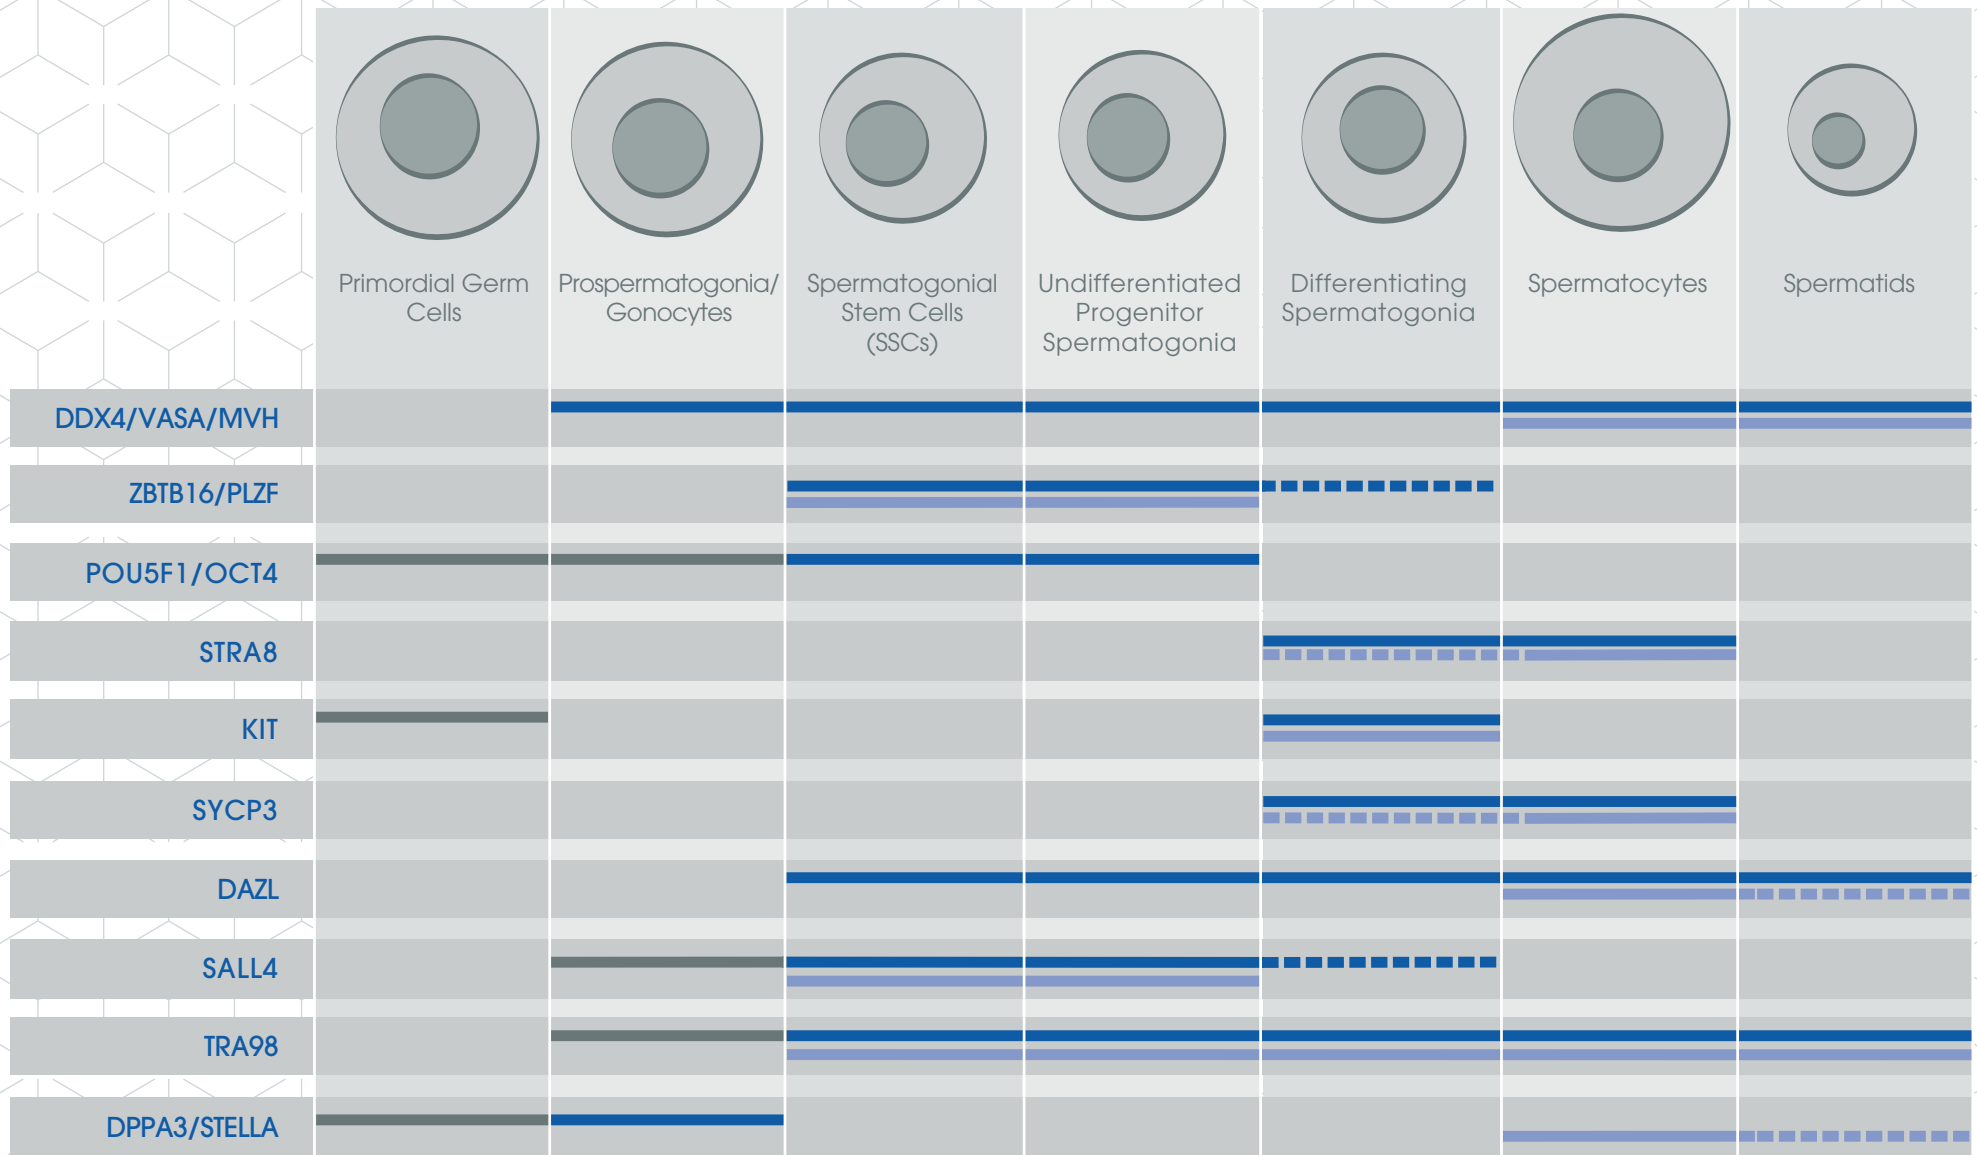 Primordial Germ
Cells
Prospermatogonia/
Gonocytes
Spermatogonial
Stem Cells
(SSCs)
Undifferentiated
Progenitor
Spermatogonia
Differentiating
Spermatogonia
Spermatocytes
Spermatids
DDX4/VASA/MVH
ZBTB16/PLZF
POU5F1/OCT4
STRA8
KIT
SYCP3
DAZL
SALL4
TRA98
DPPA3/STELLA